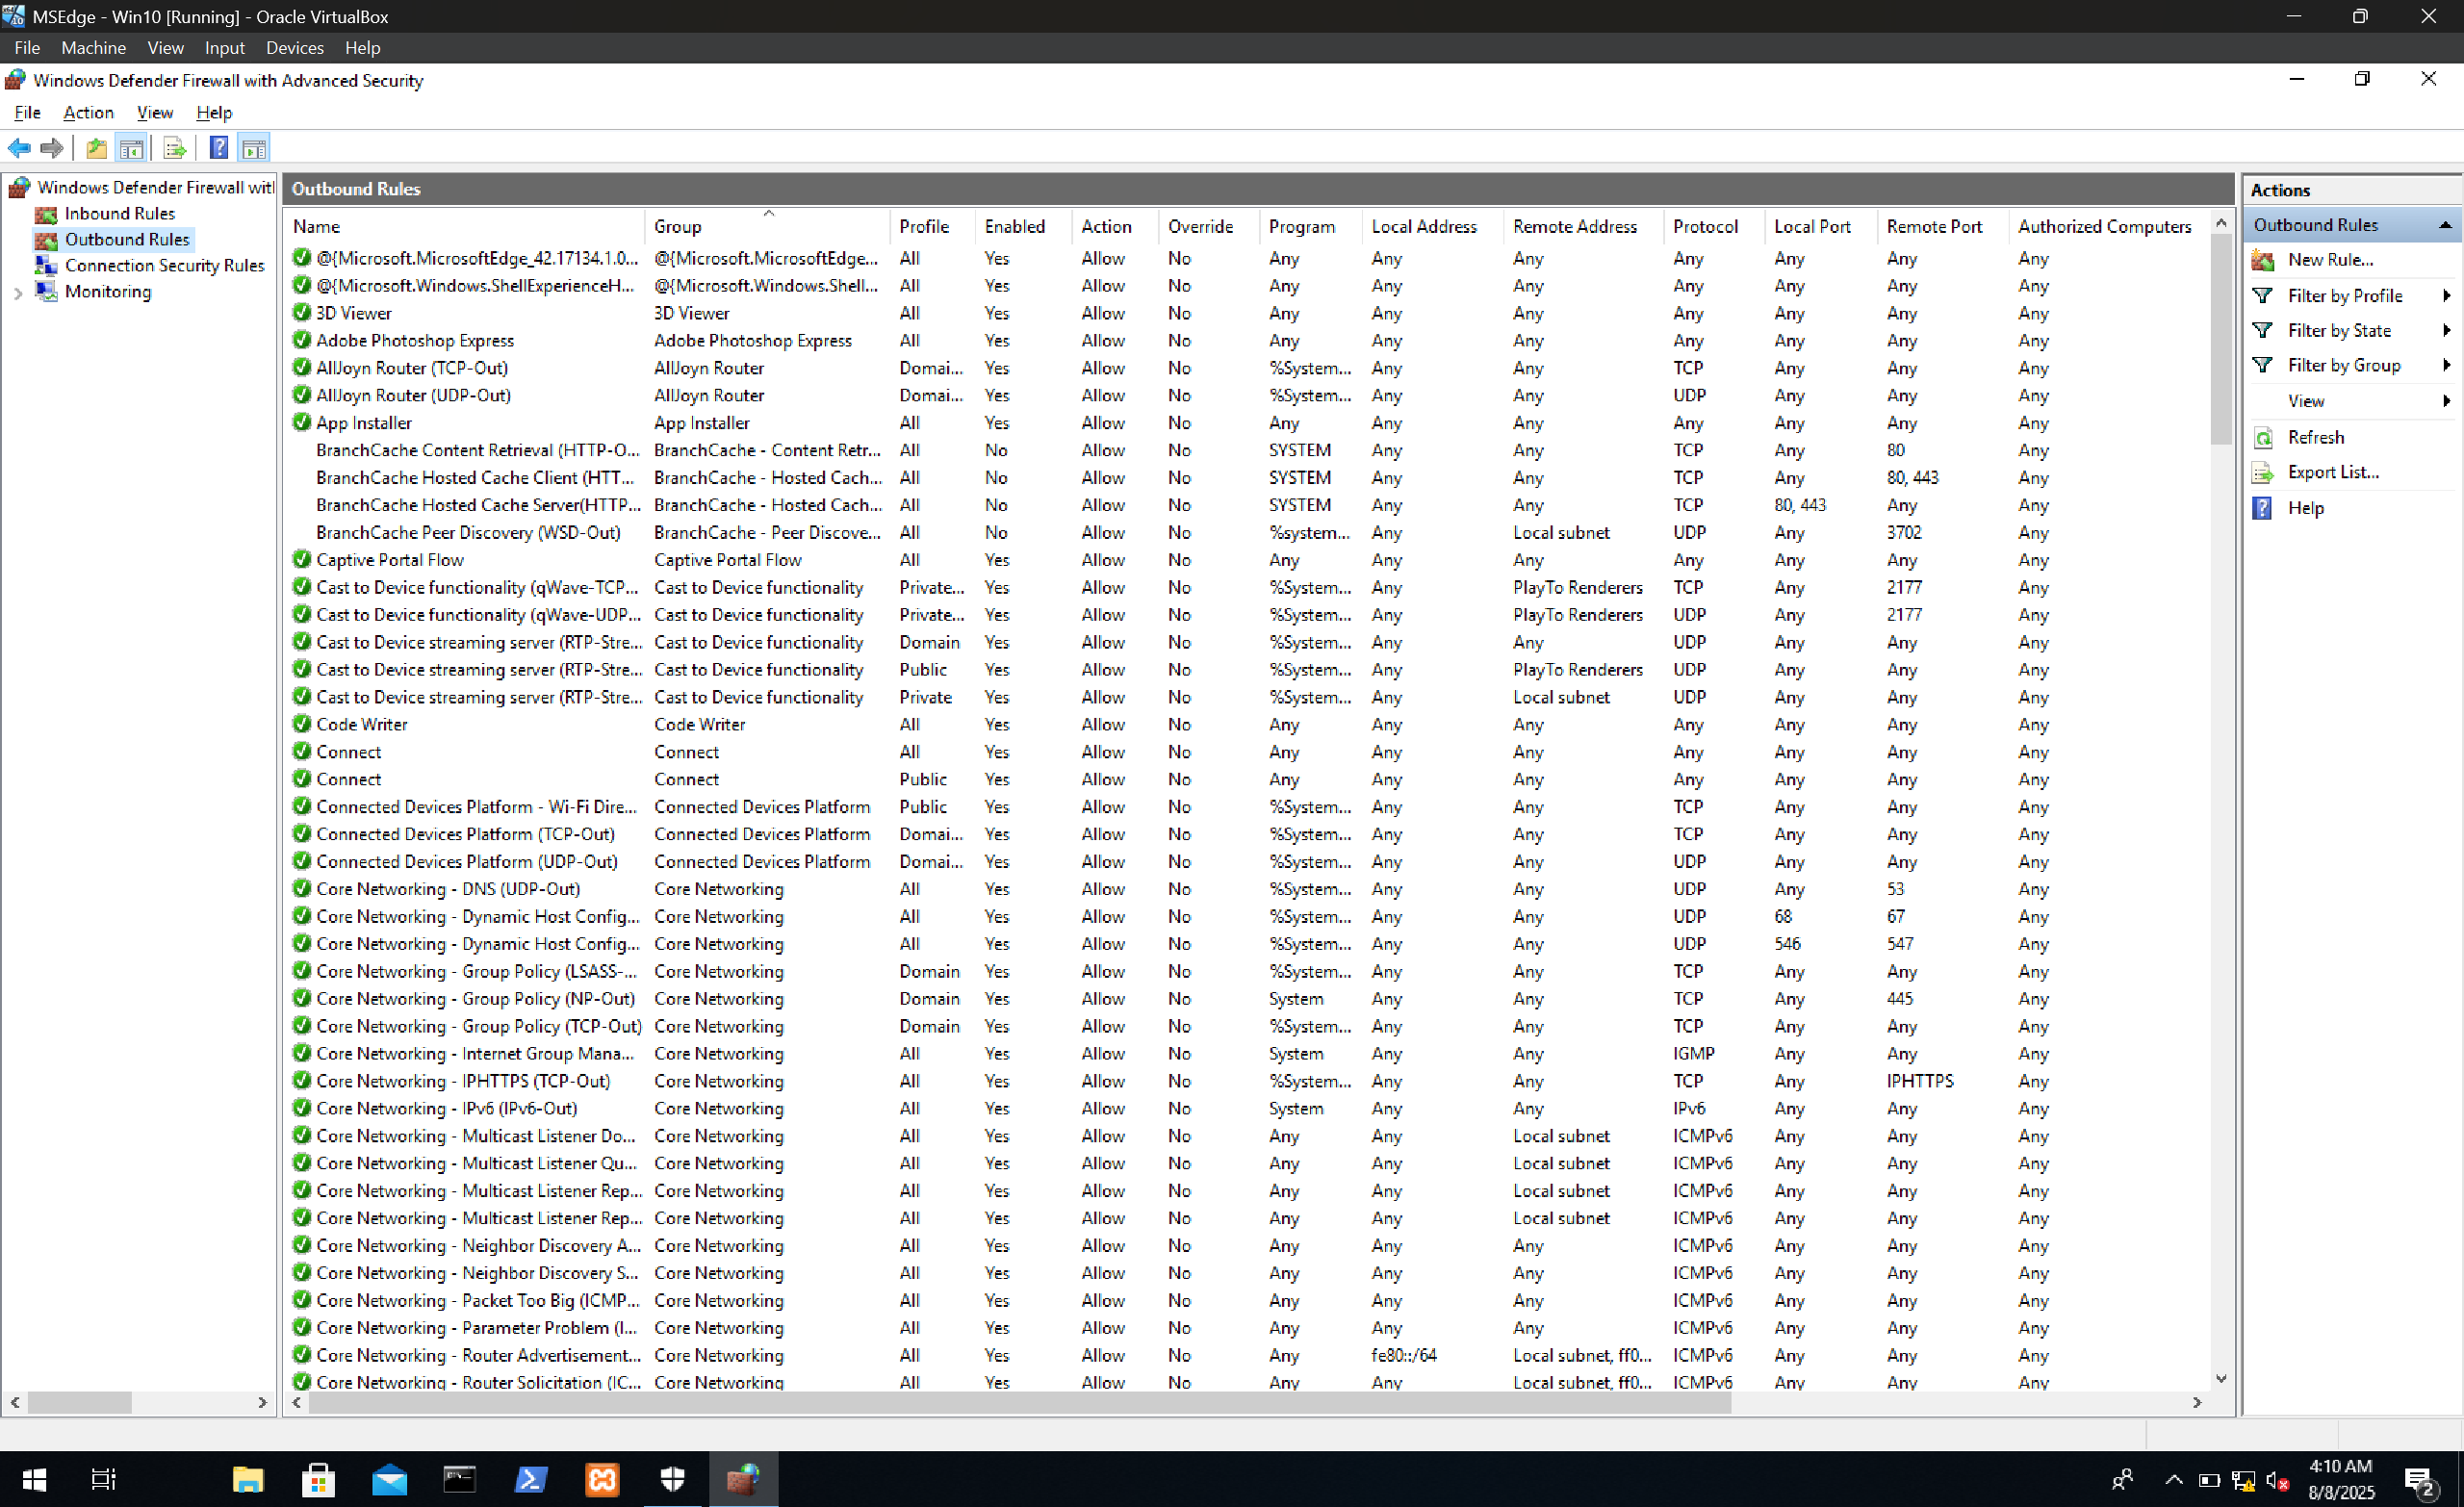 MSEdge - Win10 [Running] - Oracle VirtualBox
File Machine View Input Devices Help
Windows Defender Firewall with Advanced Security
File Action View Help
Windows Defender Firewall with
Inbound Rules
Outbound Rules
Connection Security Rules
Monitoring
Outbound Rules
Name Group Profile Enabled Action Override Program Local Address Remote Address Protocol Local Port Remote Port Authorized Computers
@{Microsoft.MicrosoftEdge_42.17134.1.0... @{Microsoft.MicrosoftEdge... All Yes Allow No Any Any Any Any Any Any Any
@{Microsoft.Windows.ShellExperienceH... @{Microsoft.Windows.Shell... All Yes Allow No Any Any Any Any Any Any Any
3D Viewer 3D Viewer All Yes Allow No Any Any Any Any Any Any Any
Adobe Photoshop Express Adobe Photoshop Express All Yes Allow No Any Any Any Any Any Any Any
AllJoyn Router (TCP-Out) AllJoyn Router Domai... Yes Allow No %System... Any Any TCP Any Any Any
AllJoyn Router (UDP-Out) AllJoyn Router Domai... Yes Allow No %System... Any Any UDP Any Any Any
App Installer App Installer All Yes Allow No Any Any Any Any Any Any Any
BranchCache Content Retrieval (HTTP-O... BranchCache - Content Retr... All No Allow No SYSTEM Any Any TCP Any 80 Any
BranchCache Hosted Cache Client (HTT... BranchCache - Hosted Cach... All No Allow No SYSTEM Any Any TCP Any 80, 443 Any
BranchCache Hosted Cache Server(HTTP... BranchCache - Hosted Cach... All No Allow No SYSTEM Any Any TCP 80, 443 Any Any
BranchCache Peer Discovery (WSD-Out) BranchCache - Peer Discove... All No Allow No %system... Any Local subnet UDP Any 3702 Any
Captive Portal Flow Captive Portal Flow All Yes Allow No Any Any Any Any Any Any Any
Cast to Device functionality (qWave-TCP... Cast to Device functionality Private... Yes Allow No %System... Any PlayTo Renderers TCP Any 2177 Any
Cast to Device functionality (qWave-UDP... Cast to Device functionality Private... Yes Allow No %System... Any PlayTo Renderers UDP Any 2177 Any
Cast to Device streaming server (RTP-Stre... Cast to Device functionality Domain Yes Allow No %System... Any Any UDP Any Any Any
Cast to Device streaming server (RTP-Stre... Cast to Device functionality Public Yes Allow No %System... Any PlayTo Renderers UDP Any Any Any
Cast to Device streaming server (RTP-Stre... Cast to Device functionality Private Yes Allow No %System... Any Local subnet UDP Any Any Any
Code Writer Code Writer All Yes Allow No Any Any Any Any Any Any Any
Connect Connect All Yes Allow No Any Any Any Any Any Any Any
Connect Connect Public Yes Allow No Any Any Any Any Any Any Any
Connected Devices Platform - Wi-Fi Dire... Connected Devices Platform Public Yes Allow No %System... Any Any TCP Any Any Any
Connected Devices Platform (TCP-Out) Connected Devices Platform Domai... Yes Allow No %System... Any Any TCP Any Any Any
Connected Devices Platform (UDP-Out) Connected Devices Platform Domai... Yes Allow No %System... Any Any UDP Any Any Any
Core Networking - DNS (UDP-Out) Core Networking All Yes Allow No %System... Any Any UDP Any 53 Any
Core Networking - Dynamic Host Config... Core Networking All Yes Allow No %System... Any Any UDP 68 67 Any
Core Networking - Dynamic Host Config... Core Networking All Yes Allow No %System... Any Any UDP 546 547 Any
Core Networking - Group Policy (LSASS-... Core Networking Domain Yes Allow No %System... Any Any TCP Any Any Any
Core Networking - Group Policy (NP-Out) Core Networking Domain Yes Allow No System Any Any TCP Any 445 Any
Core Networking - Group Policy (TCP-Out) Core Networking Domain Yes Allow No %System... Any Any TCP Any Any Any
Core Networking - Internet Group Mana... Core Networking All Yes Allow No System Any Any IGMP Any Any Any
Core Networking - IPHTTPS (TCP-Out) Core Networking All Yes Allow No %System... Any Any TCP Any IPHTTPS Any
Core Networking - IPv6 (IPv6-Out) Core Networking All Yes Allow No System Any Any IPv6 Any Any Any
Core Networking - Multicast Listener Do... Core Networking All Yes Allow No Any Any Local subnet ICMPv6 Any Any Any
Core Networking - Multicast Listener Qu... Core Networking All Yes Allow No Any Any Local subnet ICMPv6 Any Any Any
Core Networking - Multicast Listener Rep... Core Networking All Yes Allow No Any Any Local subnet ICMPv6 Any Any Any
Core Networking - Multicast Listener Rep... Core Networking All Yes Allow No Any Any Local subnet ICMPv6 Any Any Any
Core Networking - Neighbor Discovery A... Core Networking All Yes Allow No Any Any Any ICMPv6 Any Any Any
Core Networking - Neighbor Discovery S... Core Networking All Yes Allow No Any Any Any ICMPv6 Any Any Any
Core Networking - Packet Too Big (ICMP... Core Networking All Yes Allow No Any Any Any ICMPv6 Any Any Any
Core Networking - Parameter Problem (I... Core Networking All Yes Allow No Any Any Any ICMPv6 Any Any Any
Core Networking - Router Advertisement... Core Networking All Yes Allow No Any fe80::/64 Local subnet, ff0... ICMPv6 Any Any Any
Core Networking - Router Solicitation (IC... Core Networking All Yes Allow No Any Any Local subnet, ff0... ICMPv6 Any Any Any
Actions
Outbound Rules
New Rule...
Filter by Profile
Filter by State
Filter by Group
View
Refresh
Export List...
Help
4:10 AM
8/8/2025
2